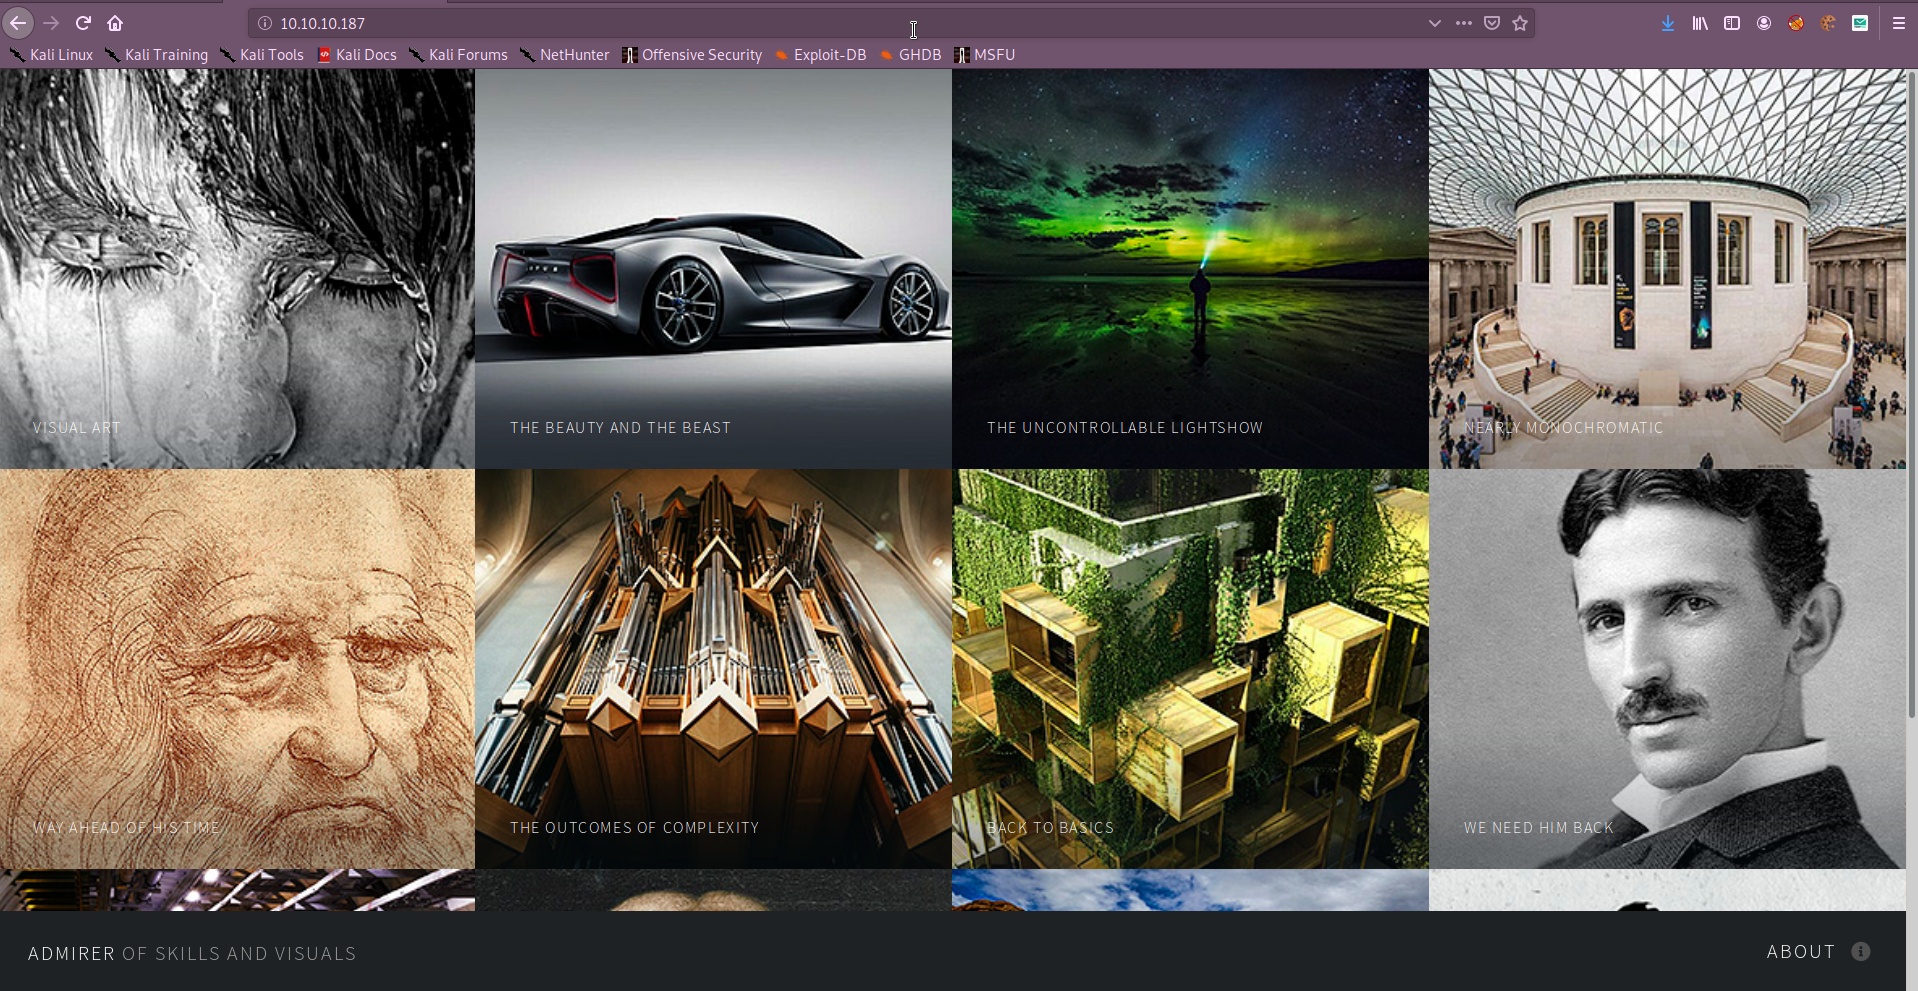 10.10.10.187
Kali Linux Kali Training Kali Tools Kali Docs Kali Forums NetHunter Offensive Security Exploit-DB GHDB MSFU
VISUAL ART
THE BEAUTY AND THE BEAST
THE UNCONTROLLABLE LIGHTSHOW
NEARLY MONOCHROMATIC
WAY AHEAD OF HIS TIME
THE OUTCOMES OF COMPLEXITY
BACK TO BASICS
WE NEED HIM BACK
ADMIRER OF SKILLS AND VISUALS
ABOUT